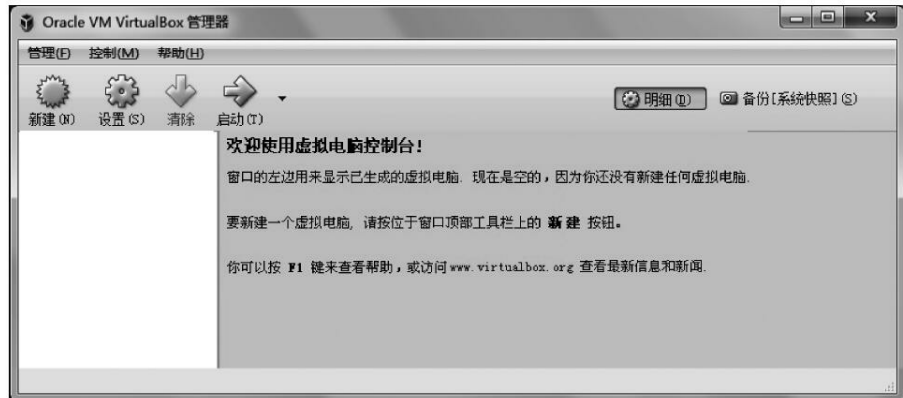 Oracle VM VirtualBox 管理器
管理(F) 控制(M) 帮助(H)
新建(N) 设置(S) 清除 启动(T) 明细(D) 备份[系统快照](S)
欢迎使用虚拟电脑控制台!
窗口的左边用来显示已生成的虚拟电脑. 现在是空的,因为你还没有新建任何虚拟电脑.
要新建一个虚拟电脑, 请按位于窗口顶部工具栏上的 新建 按钮。
你可以按 F1 键来查看帮助,或访问 www.virtualbox.org 查看最新信息和新闻.